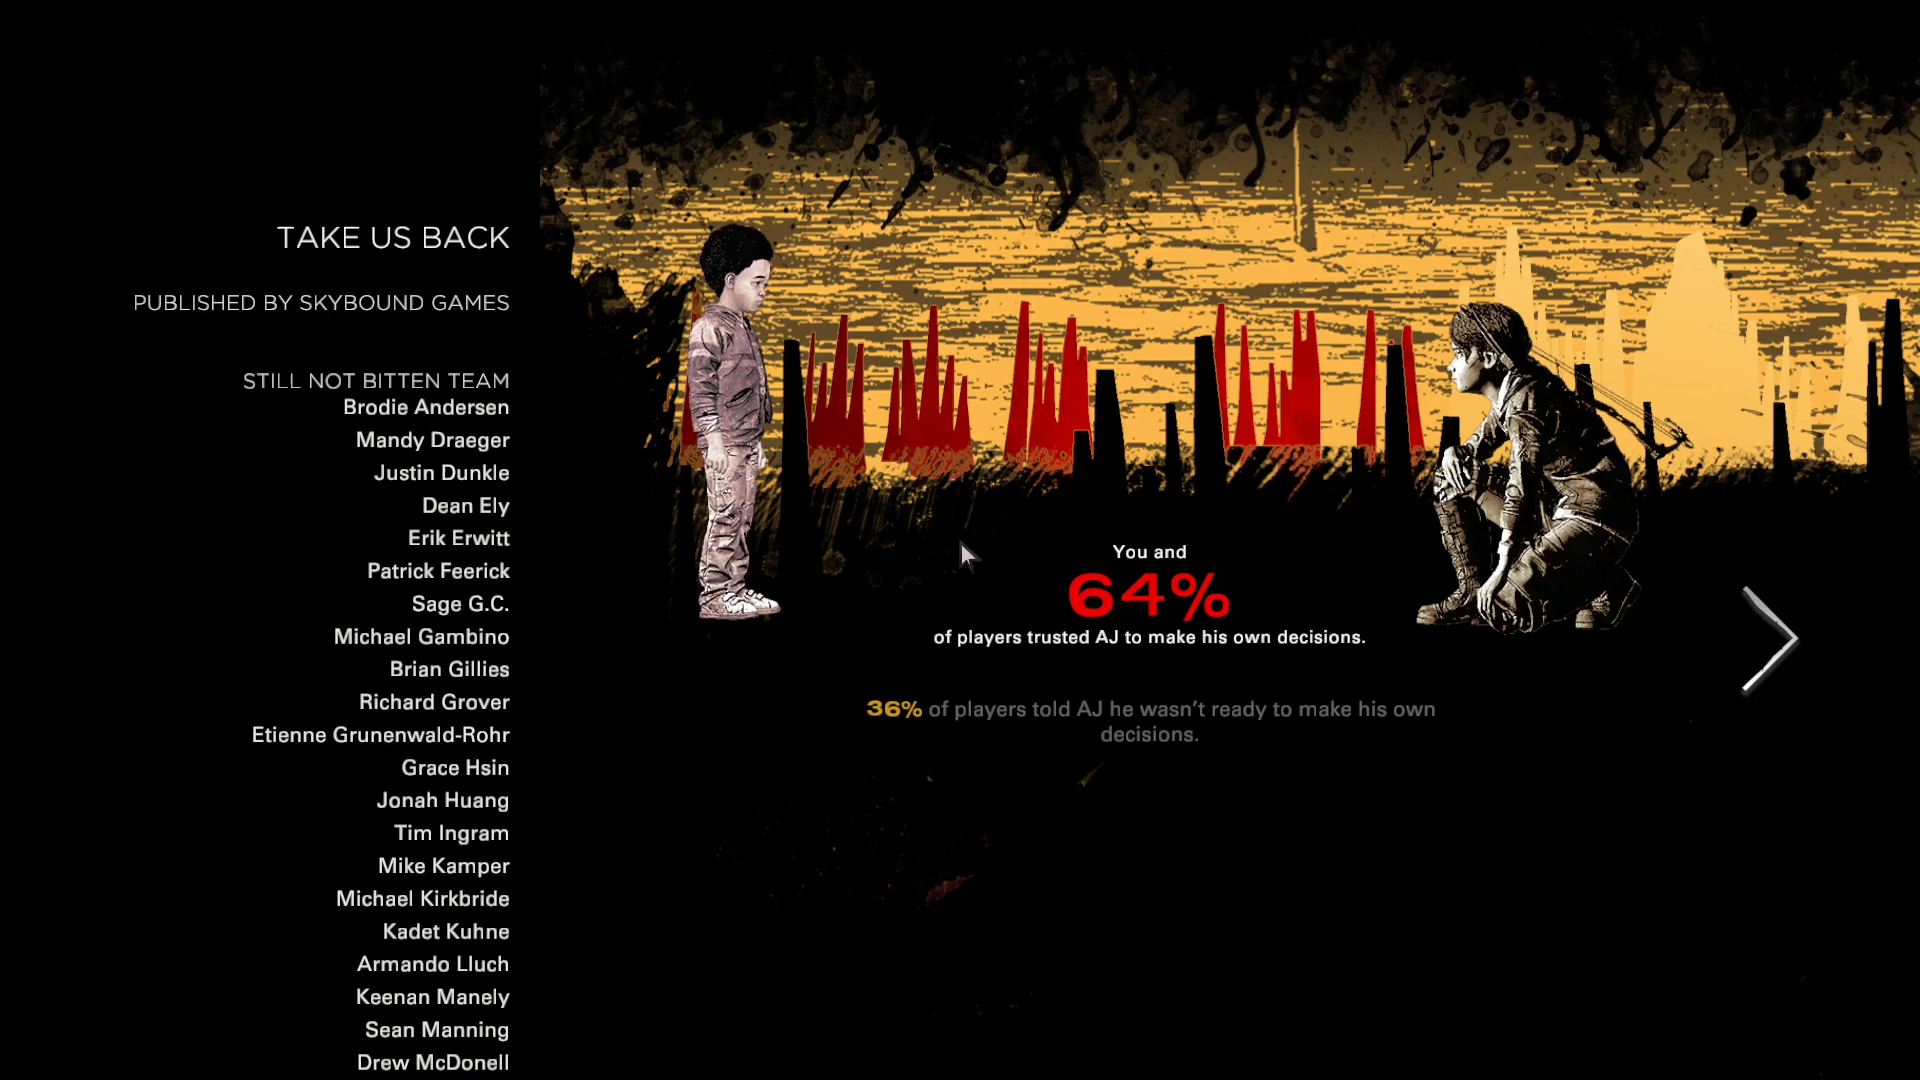 TAKE US BACK
PUBLISHED BY SKYBOUND GAMES
STILL NOT BITTEN TEAM
Brodie Andersen
Mandy Draeger
Justin Dunkle
Dean Ely
Erik Erwitt
Patrick Feerick
Sage G.C.
Michael Gambino
Brian Gillies
Richard Grover
Etienne Grunenwald-Rohr
Grace Hsin
Jonah Huang
Tim Ingram
Mike Kamper
Michael Kirkbride
Kadet Kuhne
Armando Lluch
Keenan Manely
Sean Manning
Drew McDonell
You and
64%
of players trusted AJ to make his own decisions.
36% of players told AJ he wasn't ready to make his own
decisions.